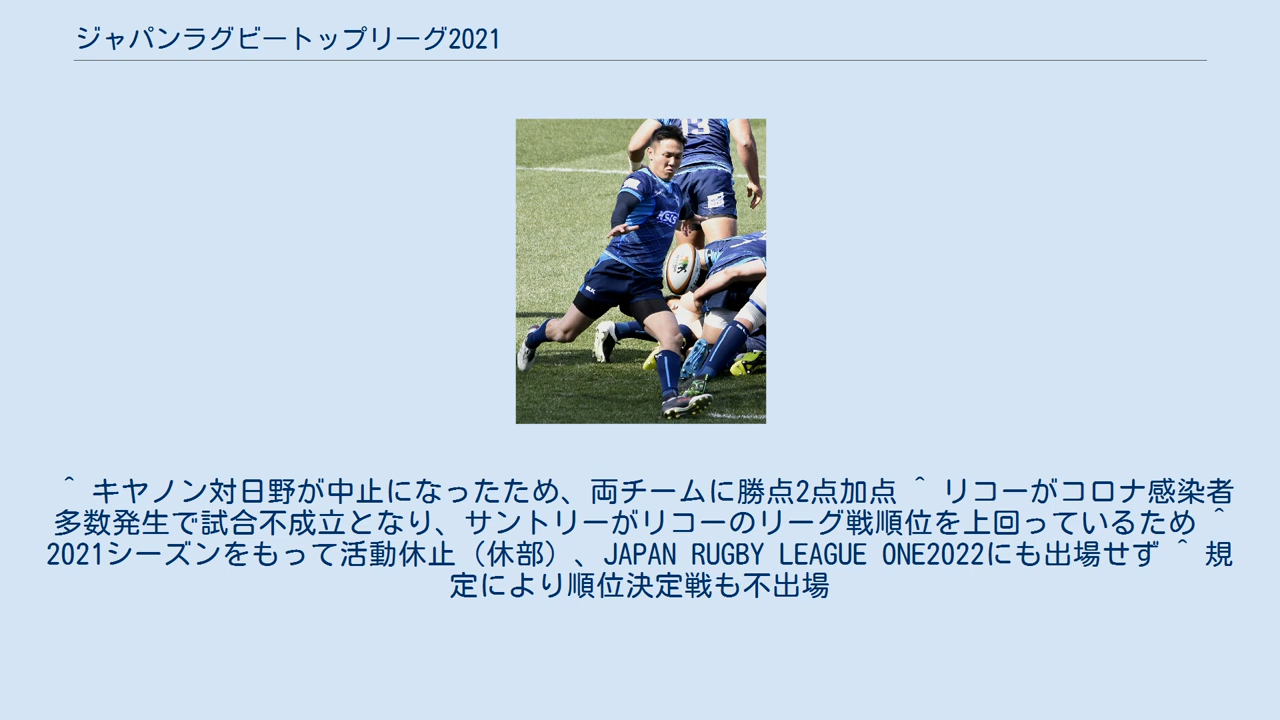 ジャパンラグビートップリーグ2021
13
KSIS
BLK
^ キヤノン対日野が中止になったため、両チームに勝点2点加点 ^ リコーがコロナ感染者
多数発生で試合不成立となり、サントリーがリコーのリーグ戦順位を上回っているため ^
2021シーズンをもって活動休止（休部）、JAPAN RUGBY LEAGUE ONE2022にも出場せず ^ 規
定により順位決定戦も不出場